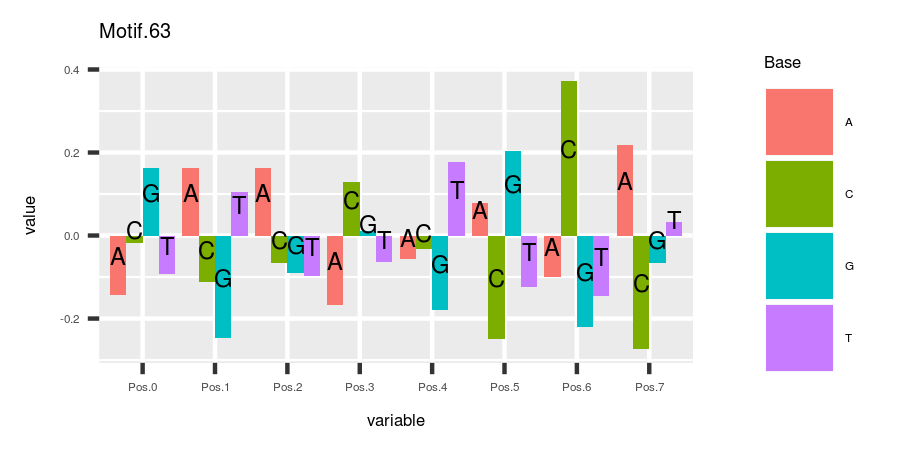 Motif.63
Base
0.4
0.2
0.0
-0.2
value
A C G T A C G T A C G T A C G T A C G T A C G T A C G T A C G T
Pos.0 Pos.1 Pos.2 Pos.3 Pos.4 Pos.5 Pos.6 Pos.7
variable
A
C
G
T